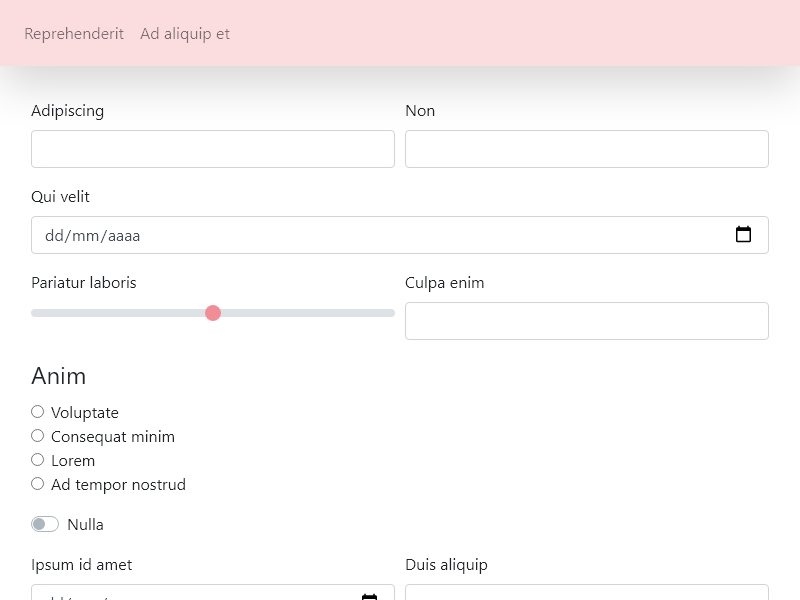 Reprehenderit Ad aliquip et
Adipiscing Non
Qui velit
dd/mm/aaaa
Pariatur laboris Culpa enim
Anim
Voluptate
Consequat minim
Lorem
Ad tempor nostrud
Nulla
Ipsum id amet Duis aliquip